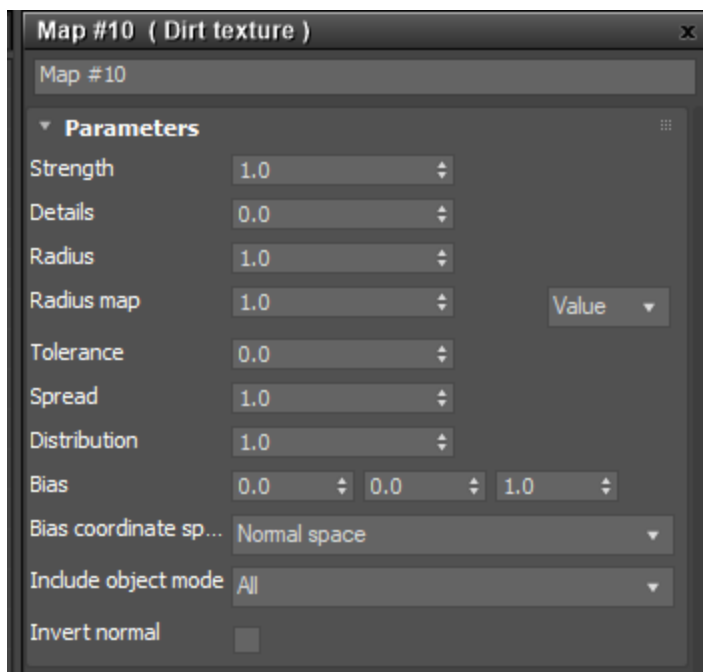 Map #10 ( Dirt texture ) x
Map #10
Parameters
Strength 1.0
Details 0.0
Radius 1.0
Radius map 1.0 Value
Tolerance 0.0
Spread 1.0
Distribution 1.0
Bias 0.0 0.0 1.0
Bias coordinate sp... Normal space
Include object mode All
Invert normal